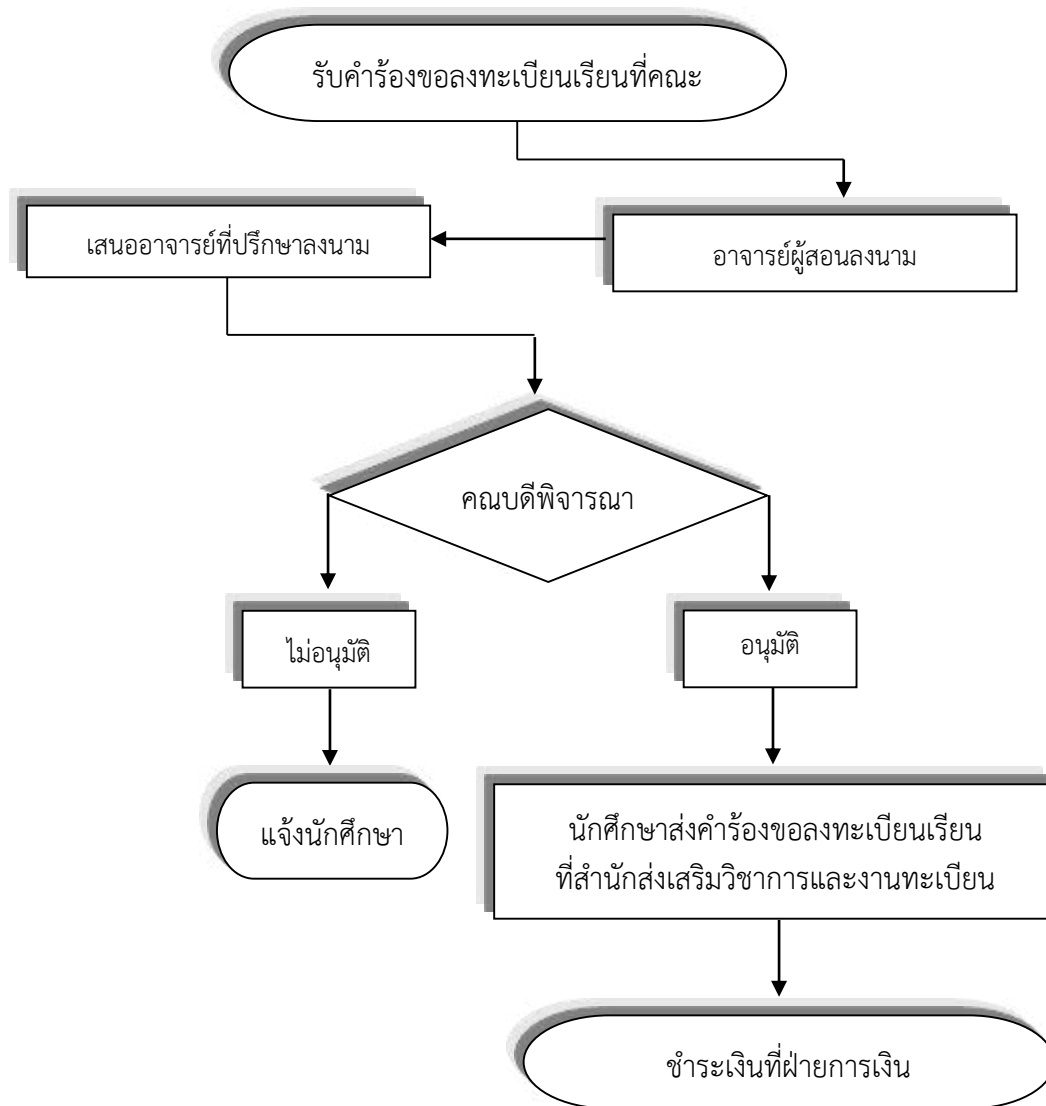 รับคำร้องขอลงทะเบียนเรียนที่คณะ
เสนออาจารย์ที่ปรึกษาลงนาม
อาจารย์ผู้สอนลงนาม
คณบดีพิจารณา
ไม่อนุมัติ
อนุมัติ
แจ้งนักศึกษา
นักศึกษาส่งคำร้องขอลงทะเบียนเรียน
ที่สำนักส่งเสริมวิชาการและงานทะเบียน
ชำระเงินที่ฝ่ายการเงิน